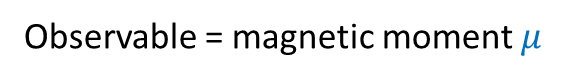 Observable = magnetic moment μ